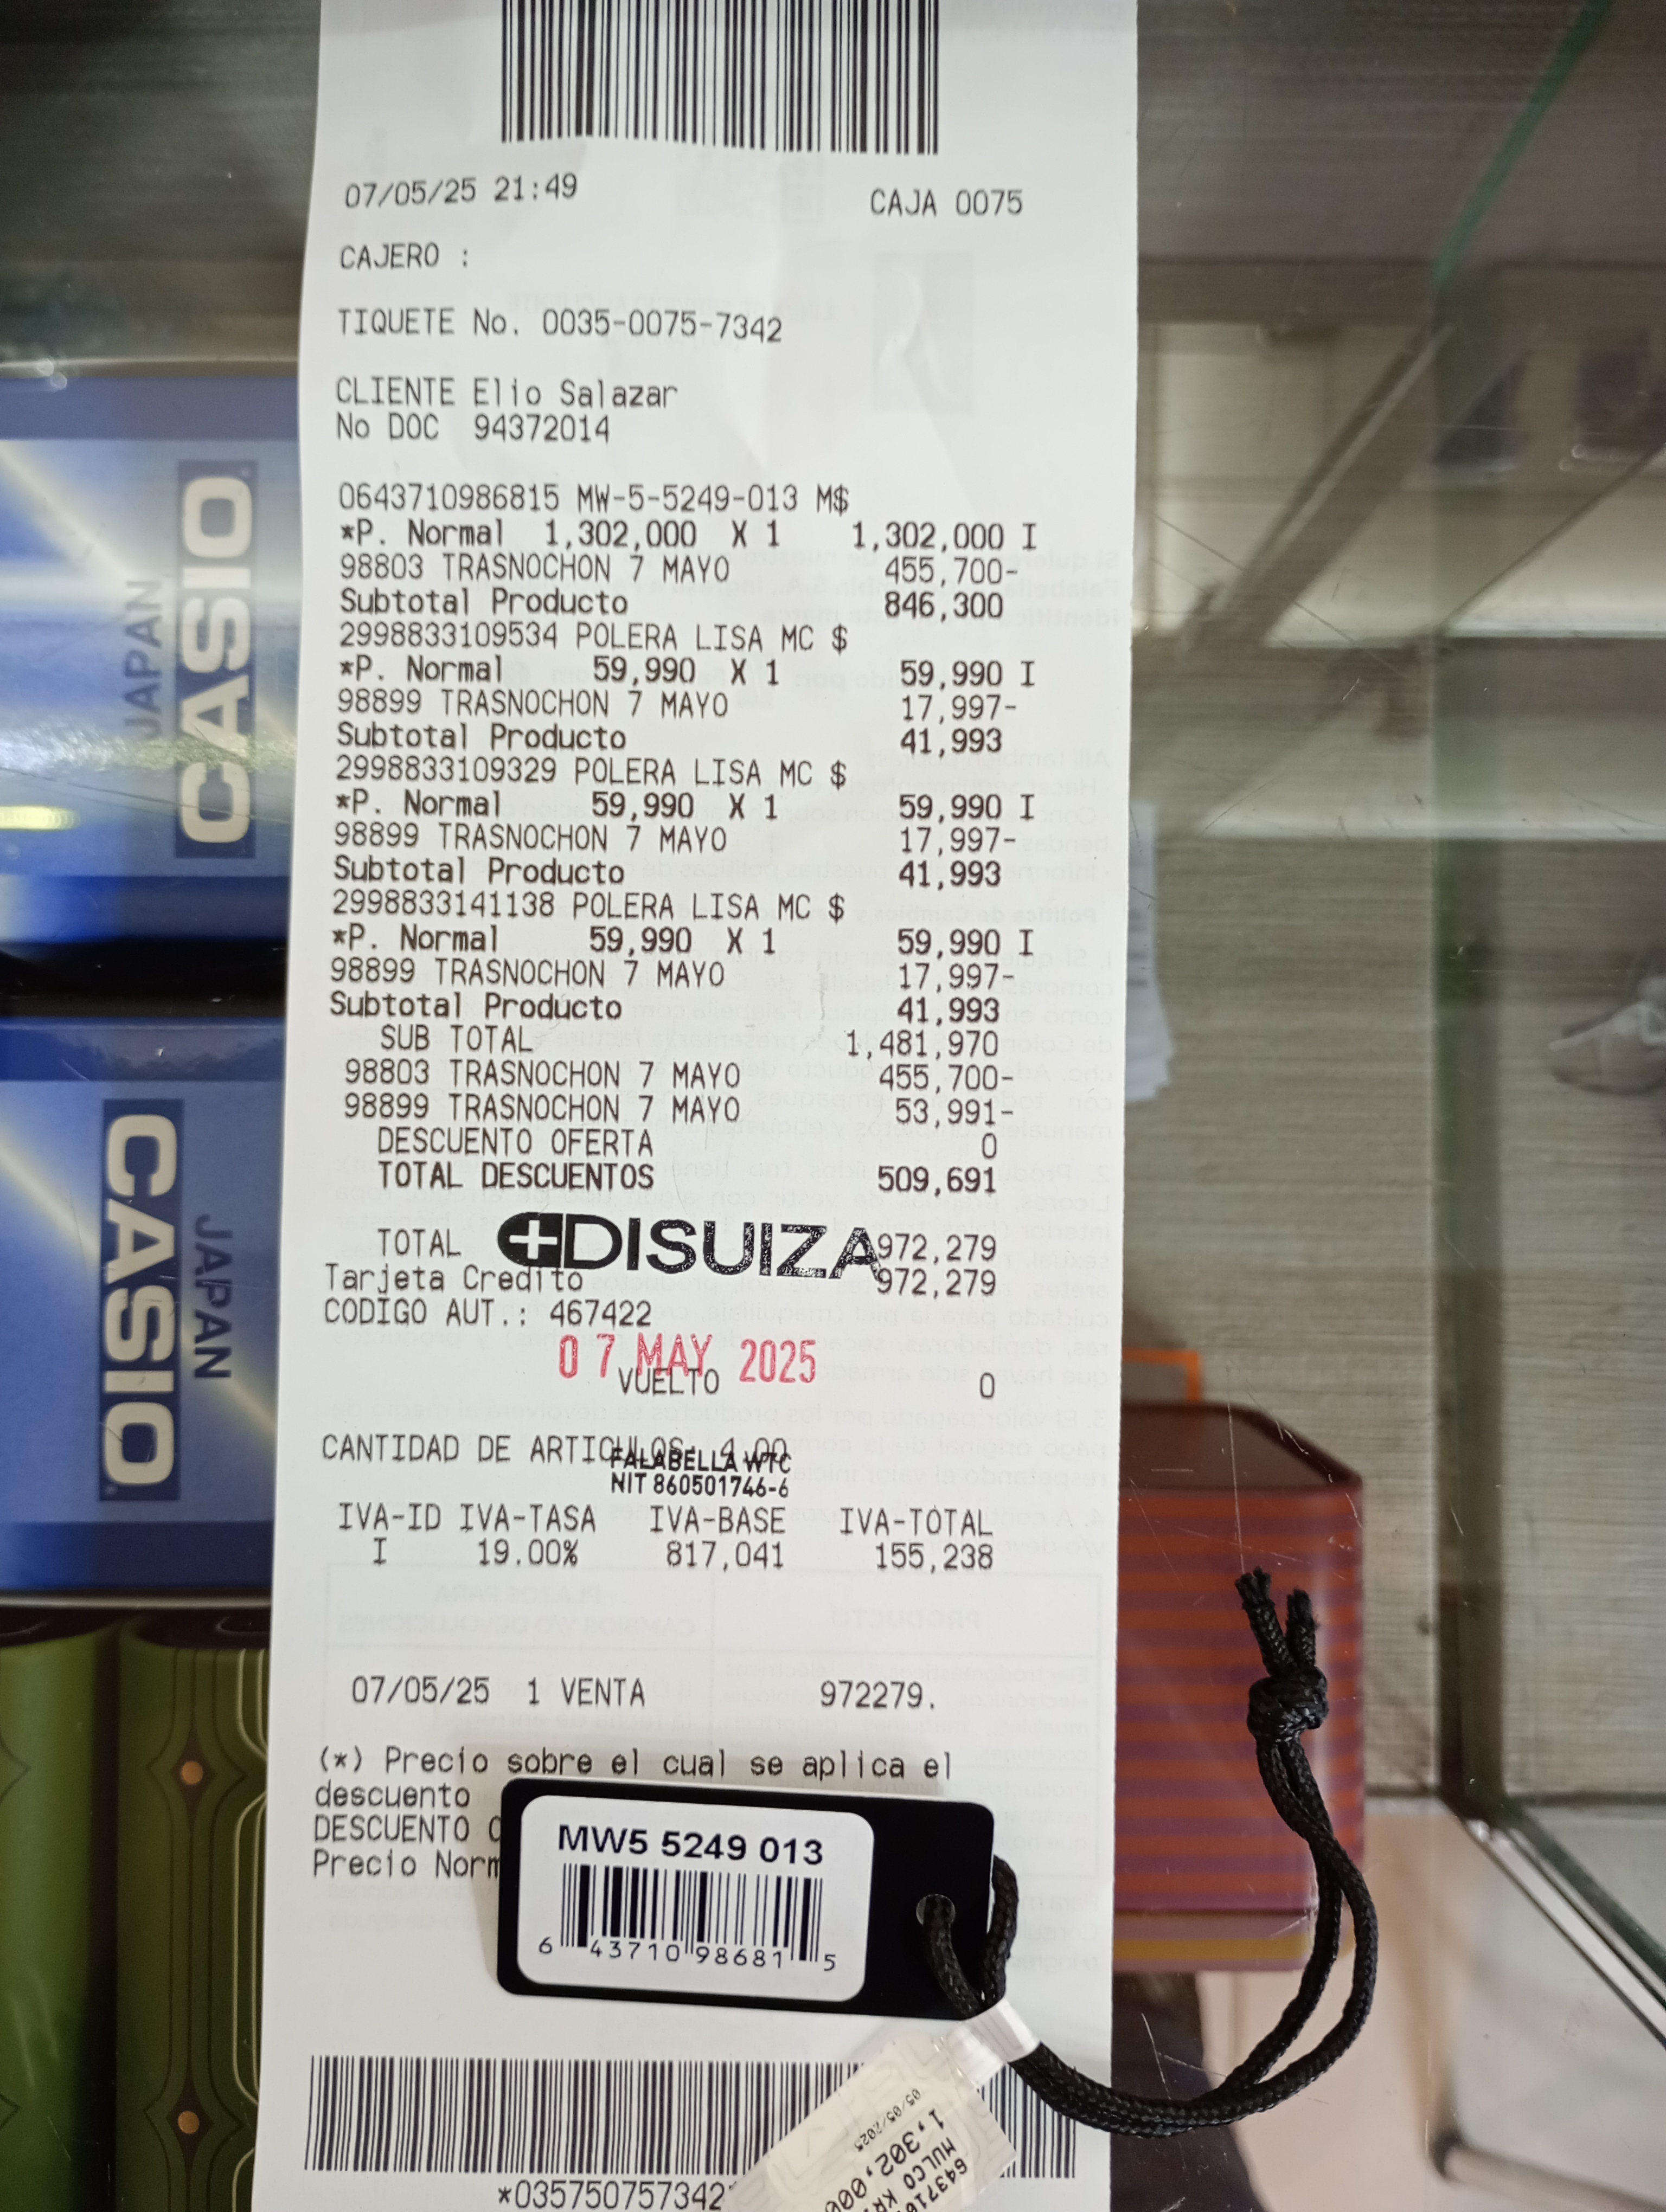 07/05/25 21:49 CAJA 0075
CAJERO :
TIQUETE No. 0035-0075-7342
CLIENTE Elio Salazar
No DOC 94372014
0643710986815 MW-5-5249-013 M$
*P. Normal 1,302,000 X 1 1,302,000 I
98803 TRASNOCHON 7 MAYO 455,700-
Subtotal Producto 846,300
2998833109534 POLERA LISA MC $
*P. Normal 59,990 X 1 59,990 I
98899 TRASNOCHON 7 MAYO 17,997-
Subtotal Producto 41,993
2998833109329 POLERA LISA MC $
*P. Normal 59,990 X 1 59,990 I
98899 TRASNOCHON 7 MAYO 17,997-
Subtotal Producto 41,993
2998833141138 POLERA LISA MC $
*P. Normal 59,990 X 1 59,990 I
98899 TRASNOCHON 7 MAYO 17,997-
Subtotal Producto 41,993
SUB TOTAL 1,481,970
98803 TRASNOCHON 7 MAYO 455,700-
98899 TRASNOCHON 7 MAYO 53,991-
DESCUENTO OFERTA 0
TOTAL DESCUENTOS 509,691
TOTAL 972,279
DISUIZA
Tarjeta Credito 972,279
CODIGO AUT.: 467422
07 MAY 2025
VUELTO 0
CANTIDAD DE ARTICULOS: 4.00
FALABELLA WTC
NIT 860501746-6
IVA-ID IVA-TASA IVA-BASE IVA-TOTAL
I 19.00% 817,041 155,238
07/05/25 1 VENTA 972279.
(*) Precio sobre el cual se aplica el
descuento
DESCUENTO
Precio
MW5 5249 013
6 43710 98681 5
05/05/2025
1,302,000
MULCO
*035750757342
CASIO
JAPAN
CASIO
JAPAN